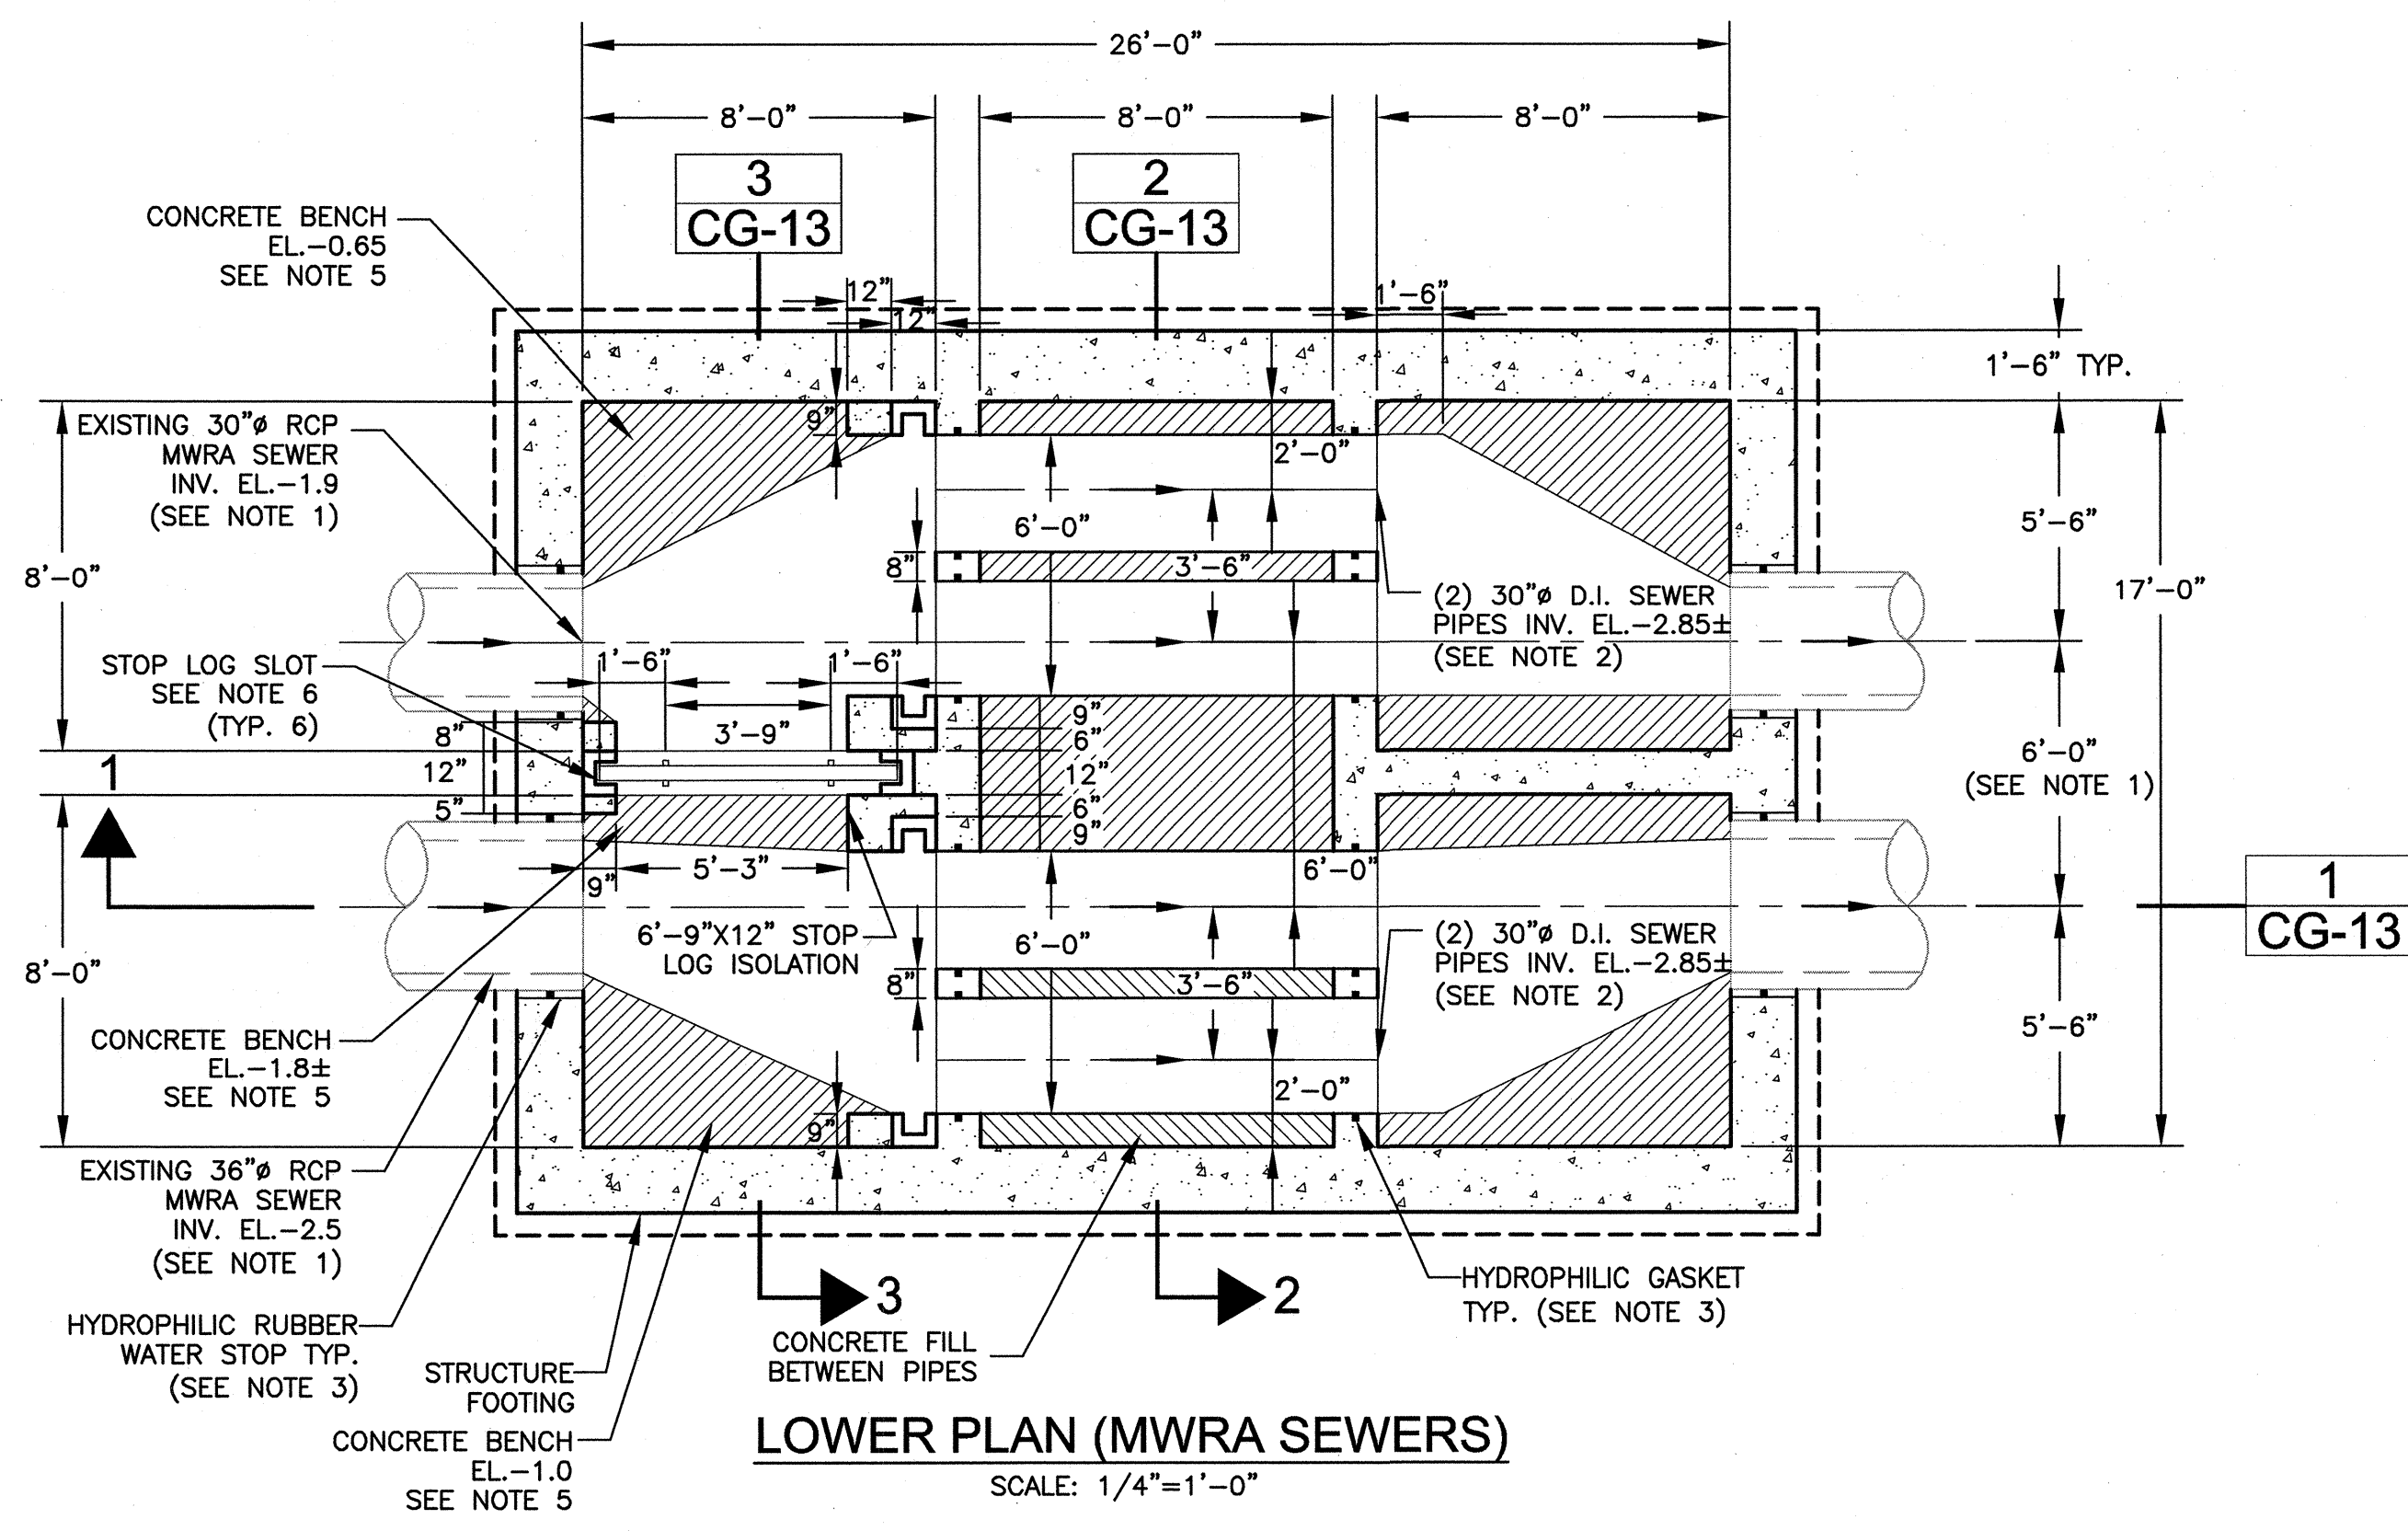 26'-0"
8'-0"
8'-0"
8'-0"
3
CG-13
2
CG-13
CONCRETE BENCH
EL.-0.65
SEE NOTE 5
12"
12"
1'-6"
1'-6" TYP.
EXISTING 30"ø RCP
MWRA SEWER
INV. EL.-1.9
(SEE NOTE 1)
9"
2'-0"
6'-0"
5'-6"
8'-0"
8"
3'-6"
(2) 30"ø D.I. SEWER
PIPES INV. EL.-2.85±
(SEE NOTE 2)
17'-0"
STOP LOG SLOT
SEE NOTE 6
(TYP. 6)
1'-6"
1'-6"
3'-9"
8"
12"
5"
9"
6"
12"
6"
9"
6'-0"
(SEE NOTE 1)
1
9"
5'-3"
6'-0"
1
CG-13
6'-9"X12" STOP
LOG ISOLATION
6'-0"
(2) 30"ø D.I. SEWER
PIPES INV. EL.-2.85±
(SEE NOTE 2)
8'-0"
8"
3'-6"
5'-6"
CONCRETE BENCH
EL.-1.8±
SEE NOTE 5
2'-0"
9"
EXISTING 36"ø RCP
MWRA SEWER
INV. EL.-2.5
(SEE NOTE 1)
3
2
HYDROPHILIC GASKET
TYP. (SEE NOTE 3)
HYDROPHILIC RUBBER
WATER STOP TYP.
(SEE NOTE 3)
CONCRETE FILL
BETWEEN PIPES
STRUCTURE
FOOTING
CONCRETE BENCH
EL.-1.0
SEE NOTE 5
LOWER PLAN (MWRA SEWERS)
SCALE: 1/4"=1'-0"